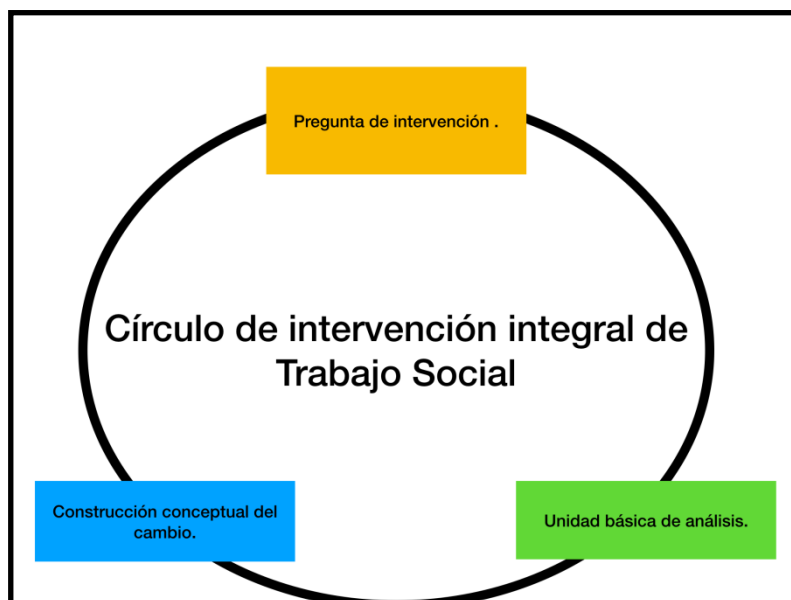 Pregunta de intervención .
Círculo de intervención integral de
Trabajo Social
Construcción conceptual del
cambio.
Unidad básica de análisis.